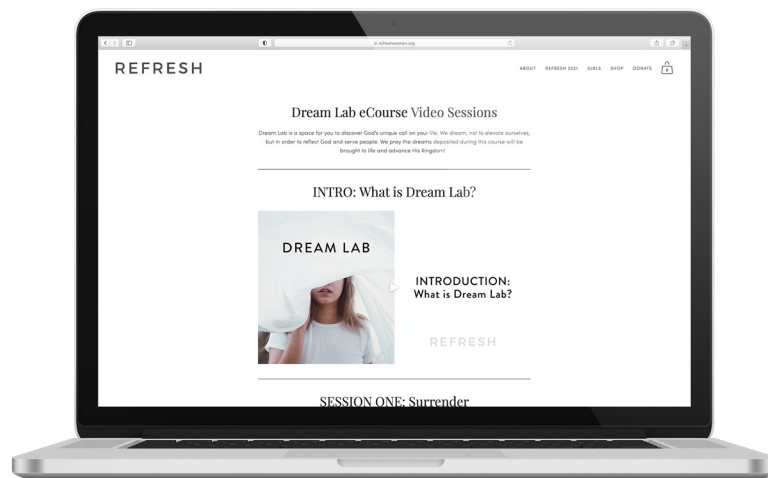 refreshwomen.org
REFRESH
ABOUT REFRESH 2021 GIRLS SHOP DONATE 0
Dream Lab eCourse Video Sessions
Dream Lab is a space for you to discover God's unique call on your life. We dream, not to elevate ourselves,
but in order to reflect God and serve people. We pray the dreams deposited during this course will be
brought to life and advance His Kingdom!
INTRO: What is Dream Lab?
DREAM LAB
INTRODUCTION:
What is Dream Lab?
REFRESH
SESSION ONE: Surrender